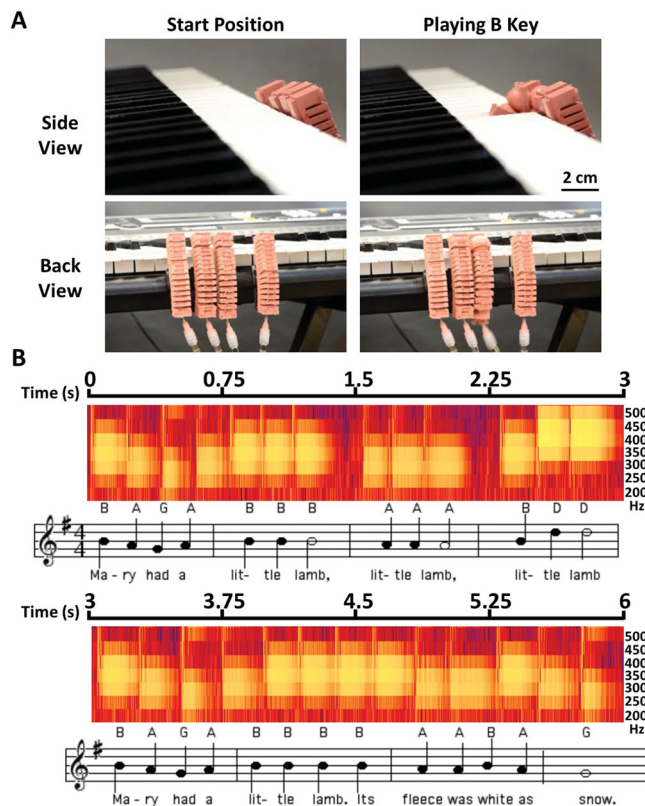 A
Start Position Playing B Key
Side View
2 cm
Back View
B
Time (s) 0 0.75 1.5 2.25 3
500
450
400
350
300
250
200
Hz
B A G A B B B A A A B D D
4
4
Ma-ry had a lit- tle lamb, lit-tle lamb, lit- tle lamb
Time (s) 3 3.75 4.5 5.25 6
500
450
400
350
300
250
200
Hz
B A G A B B B B A A B A G
Ma-ry had a lit- tle lamb. Its fleece was white as snow.